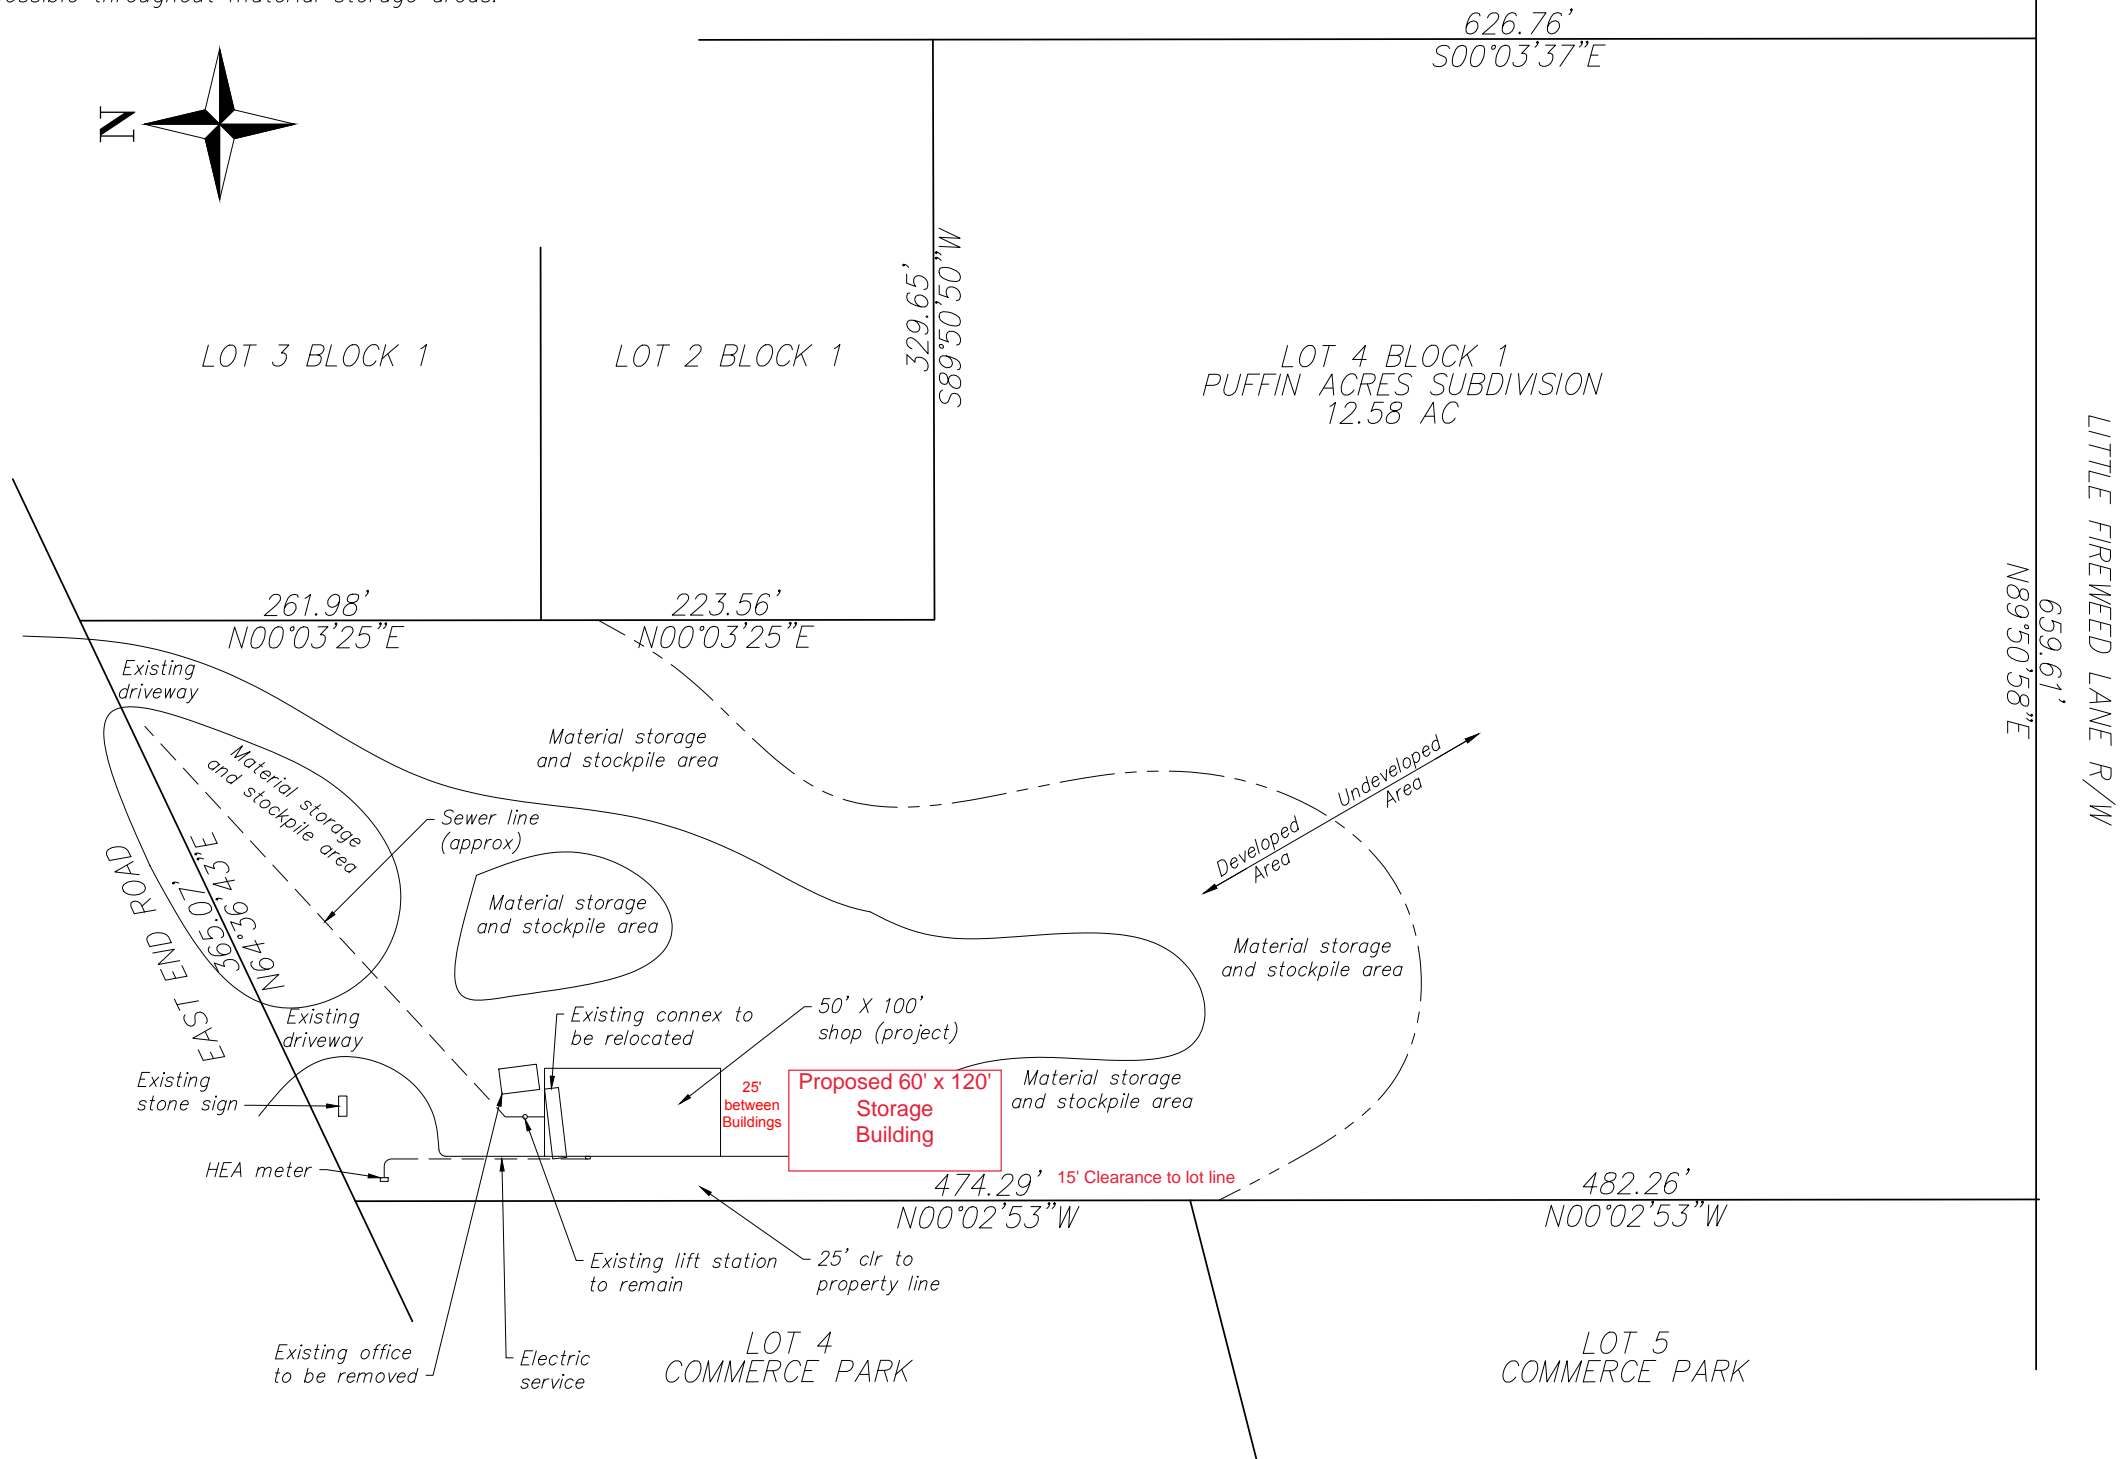 possible throughout material storage areas.
626.76'
S00°03'37"E
N
329.65'
S89°50'50"W
LOT 3 BLOCK 1
LOT 2 BLOCK 1
LOT 4 BLOCK 1
PUFFIN ACRES SUBDIVISION
12.58 AC
LITTLE FIREWEED LANE R/W
659.61'
N89°50'58"E
261.98'
N00°03'25"E
223.56'
N00°03'25"E
Existing
driveway
Material storage
and stockpile area
Material storage
and stockpile area
Sewer line
(approx)
Undeveloped
Area
Developed
Area
EAST END ROAD
365.07'
N64°36'43"E
Material storage
and stockpile area
Material storage
and stockpile area
Existing
driveway
Existing connex to
be relocated
50' X 100'
shop (project)
Existing
stone sign
25'
between
Buildings
Proposed 60' x 120'
Storage
Building
Material storage
and stockpile area
HEA meter
474.29'
N00°02'53"W
15' Clearance to lot line
482.26'
N00°02'53"W
Existing lift station
to remain
25' clr to
property line
Existing office
to be removed
Electric
service
LOT 4
COMMERCE PARK
LOT 5
COMMERCE PARK